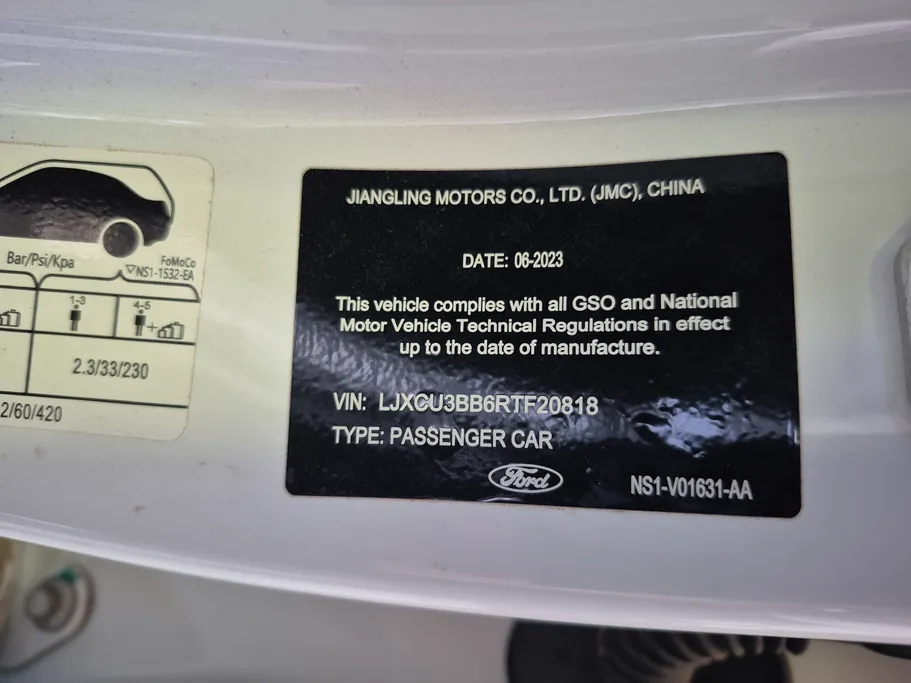 Bar/Psi/Kpa
FoMoCo
NS1-1532-EA
1-3
4-5
2.3/33/230
2/60/420
JIANGLING MOTORS CO., LTD. (JMC), CHINA
DATE: 06-2023
This vehicle complies with all GSO and National
Motor Vehicle Technical Regulations in effect
up to the date of manufacture.
VIN: LJXCU3BB6RTF20818
TYPE: PASSENGER CAR
Ford
NS1-V01631-AA